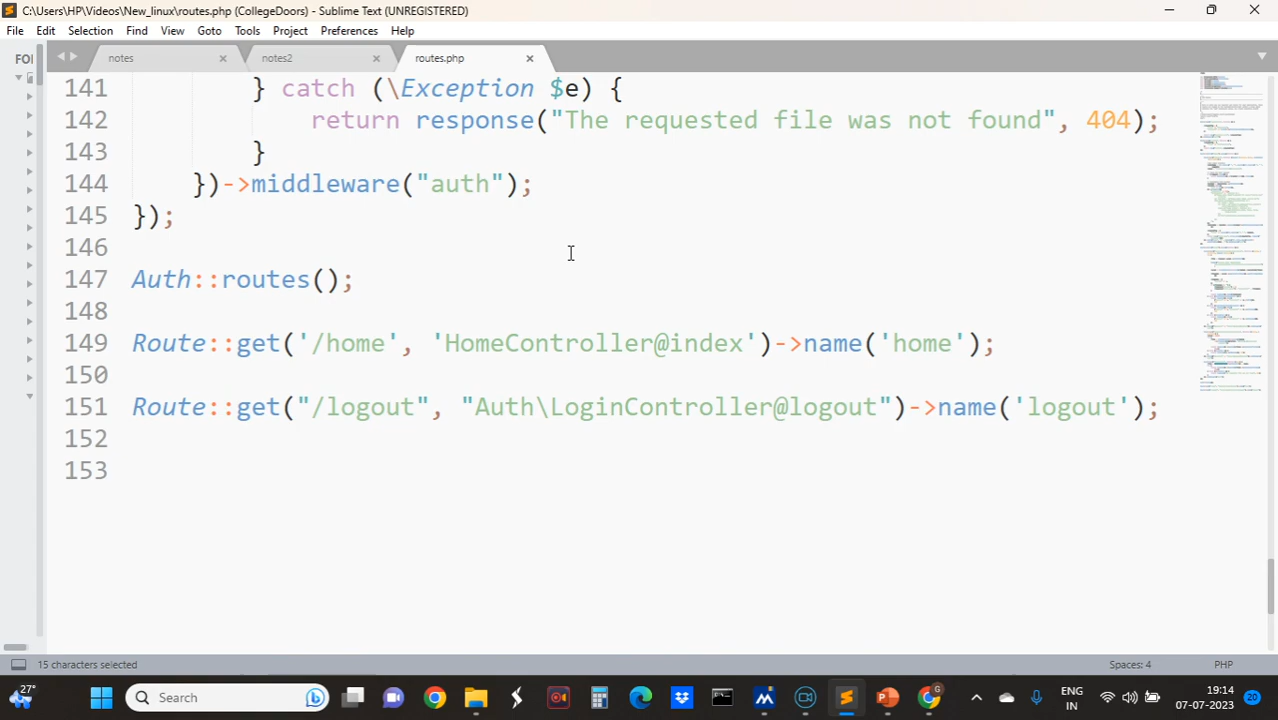 C:\Users\HP\Videos\New_linux\routes.php (CollegeDoors) - Sublime Text (UNREGISTERED)
File Edit Selection Find View Goto Tools Project Preferences Help
notes notes2 routes.php
141 } catch (\Exception $e) {
142 return response("The requested file was not found", 404);
143 }
144 })->middleware("auth");
145 });
146
147 Auth::routes();
148
149 Route::get('/home', 'HomeController@index')->name('home');
150
151 Route::get("/logout", "Auth\LoginController@logout")->name('logout');
152
153
15 characters selected Spaces: 4 PHP
27° Search ENG 19:14
IN 07-07-2023 20